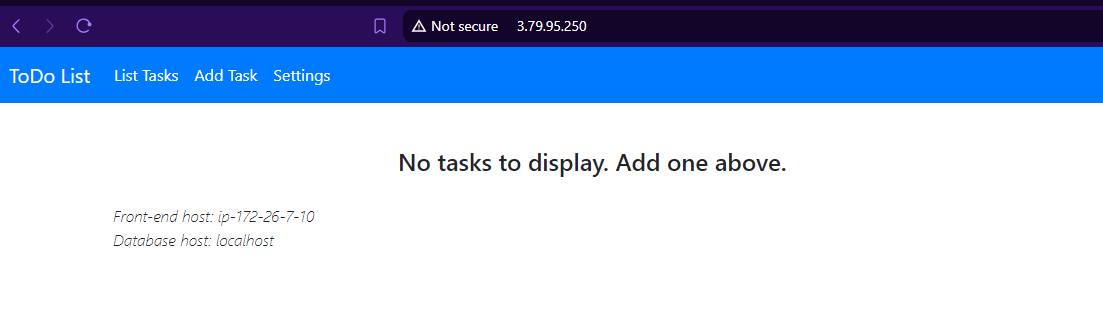 Not secure 3.79.95.250
ToDo List List Tasks Add Task Settings
No tasks to display. Add one above.
Front-end host: ip-172-26-7-10
Database host: localhost